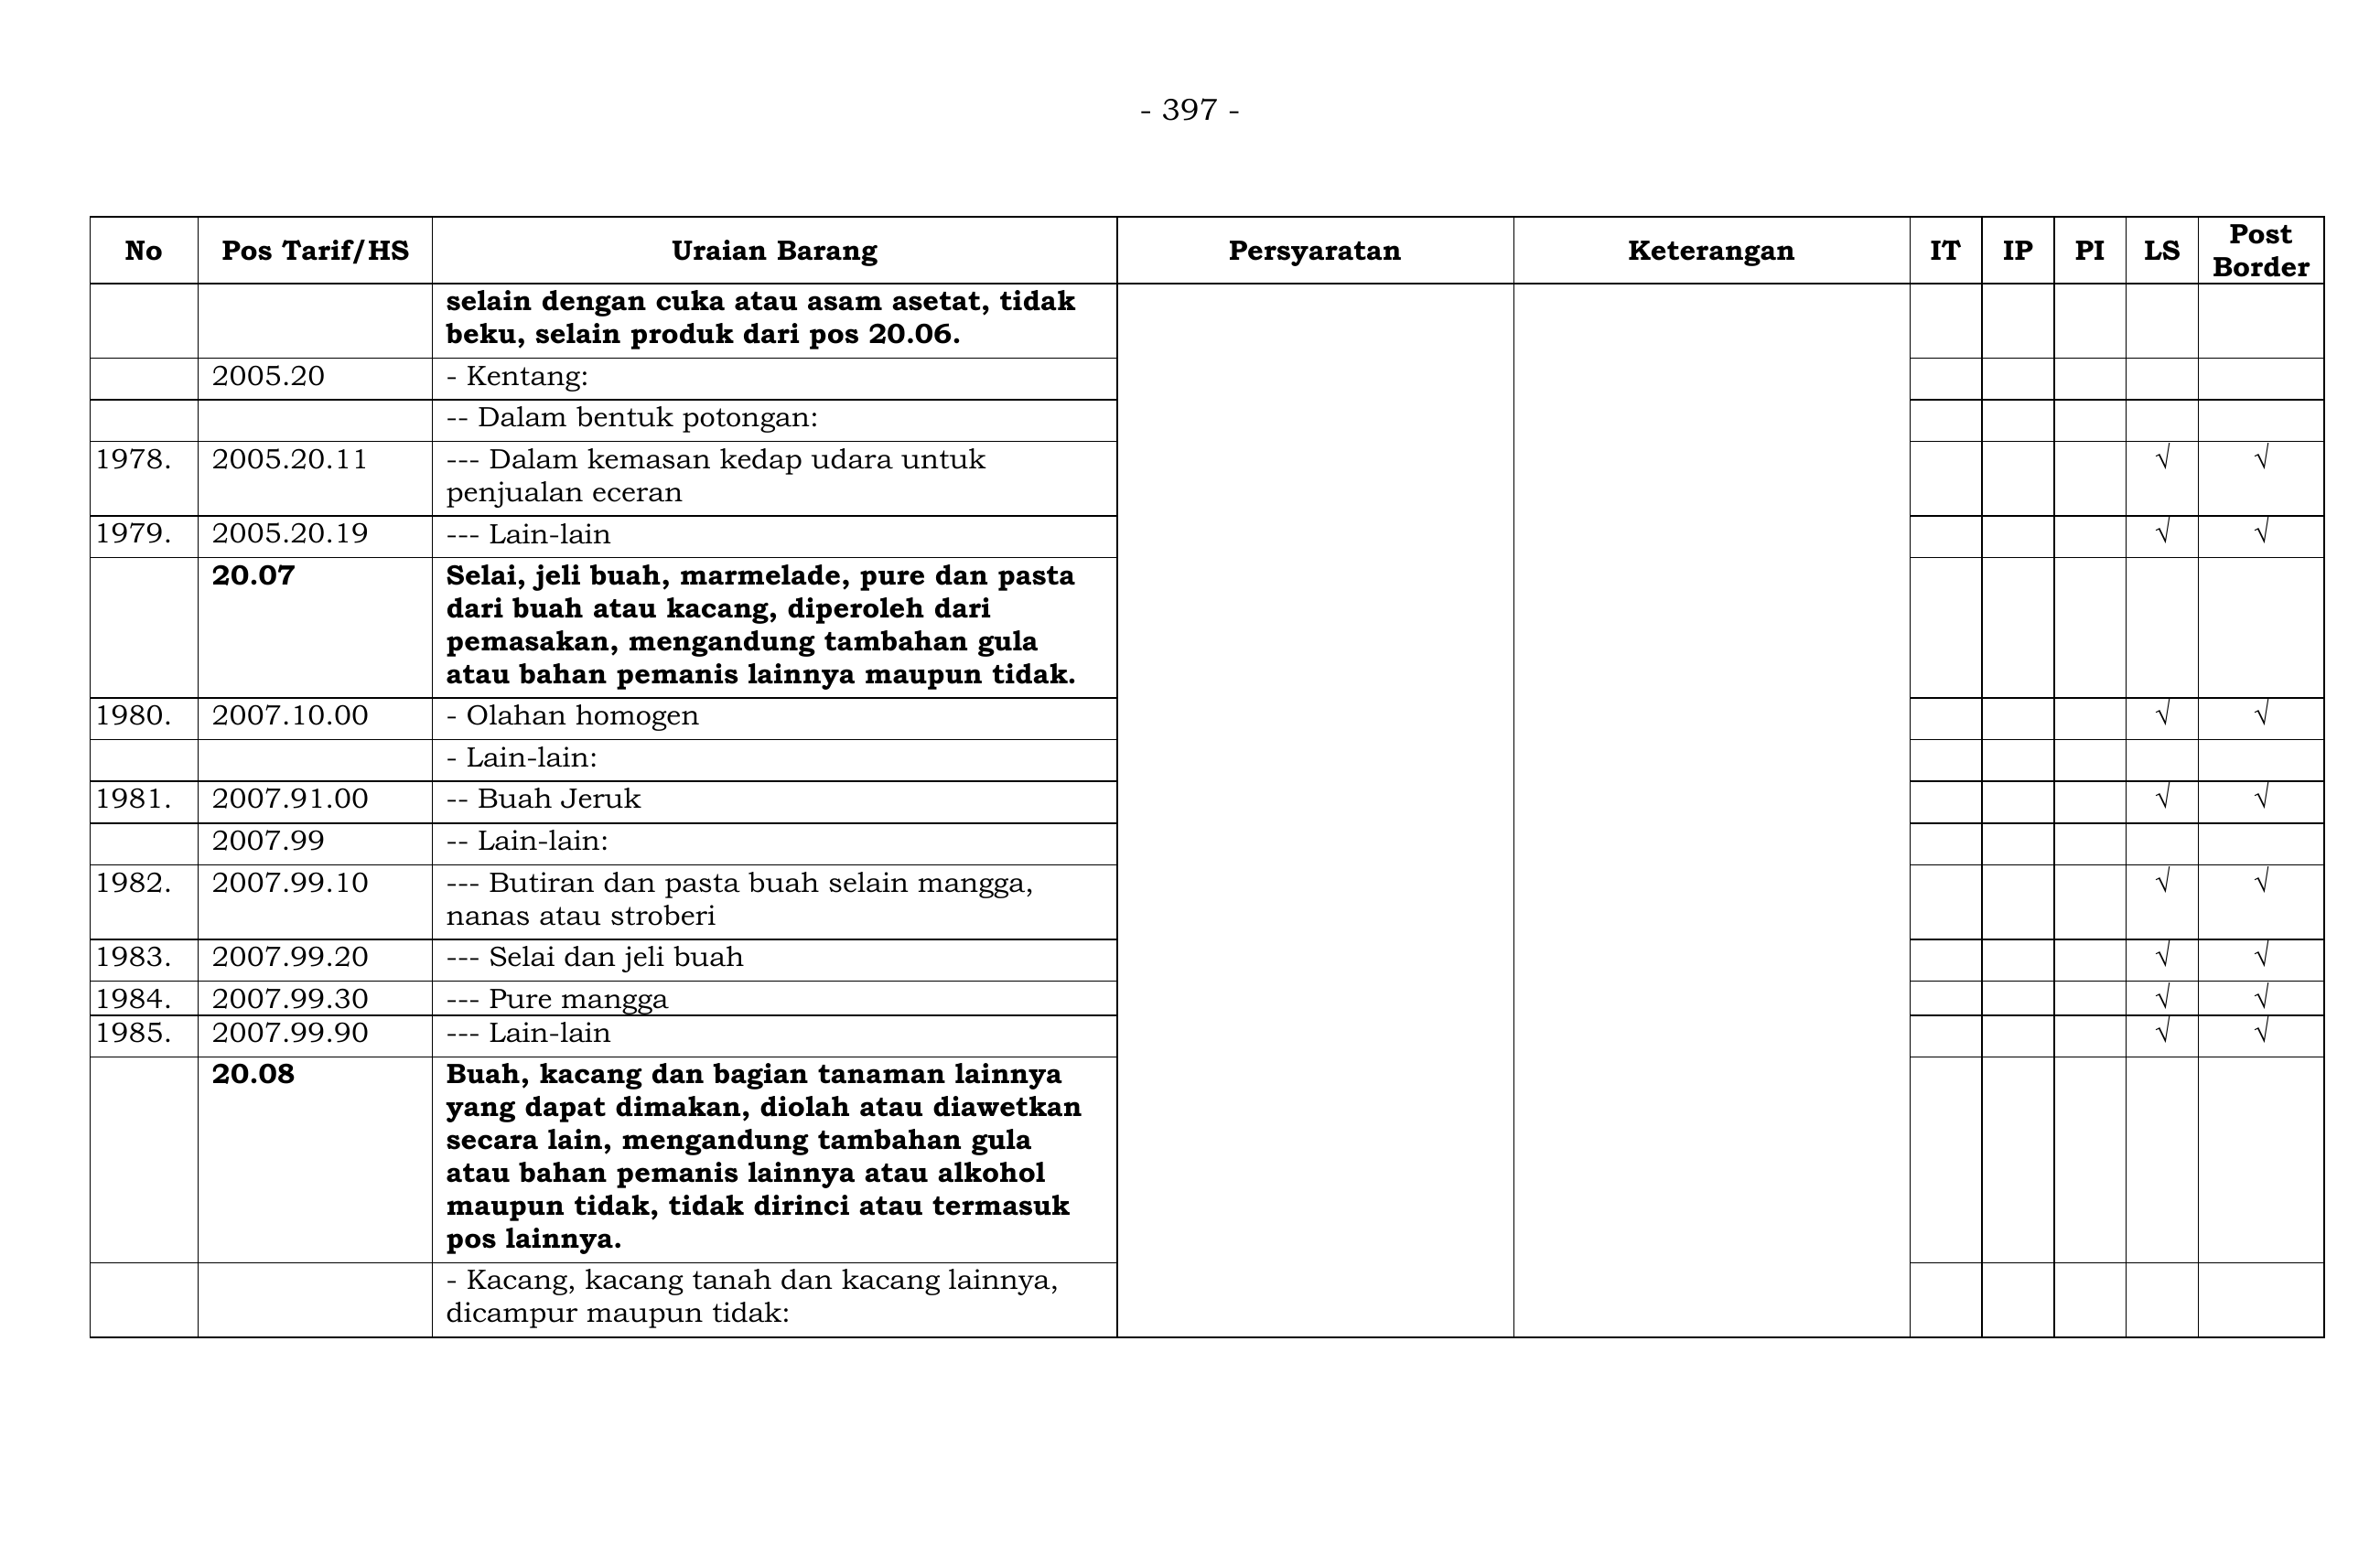 - 397 -
No Pos Tarif/HS Uraian Barang Persyaratan Keterangan IT IP PI LS Post Border
selain dengan cuka atau asam asetat, tidak
beku, selain produk dari pos 20.06.
2005.20 - Kentang:
-- Dalam bentuk potongan:
1978. 2005.20.11 --- Dalam kemasan kedap udara untuk √ √
penjualan eceran
1979. 2005.20.19 --- Lain-lain √ √
20.07 Selai, jeli buah, marmelade, pure dan pasta
dari buah atau kacang, diperoleh dari
pemasakan, mengandung tambahan gula
atau bahan pemanis lainnya maupun tidak.
1980. 2007.10.00 - Olahan homogen √ √
- Lain-lain:
1981. 2007.91.00 -- Buah Jeruk √ √
2007.99 -- Lain-lain:
1982. 2007.99.10 --- Butiran dan pasta buah selain mangga, √ √
nanas atau stroberi
1983. 2007.99.20 --- Selai dan jeli buah √ √
1984. 2007.99.30 --- Pure mangga √ √
1985. 2007.99.90 --- Lain-lain √ √
20.08 Buah, kacang dan bagian tanaman lainnya
yang dapat dimakan, diolah atau diawetkan
secara lain, mengandung tambahan gula
atau bahan pemanis lainnya atau alkohol
maupun tidak, tidak dirinci atau termasuk
pos lainnya.
- Kacang, kacang tanah dan kacang lainnya,
dicampur maupun tidak: